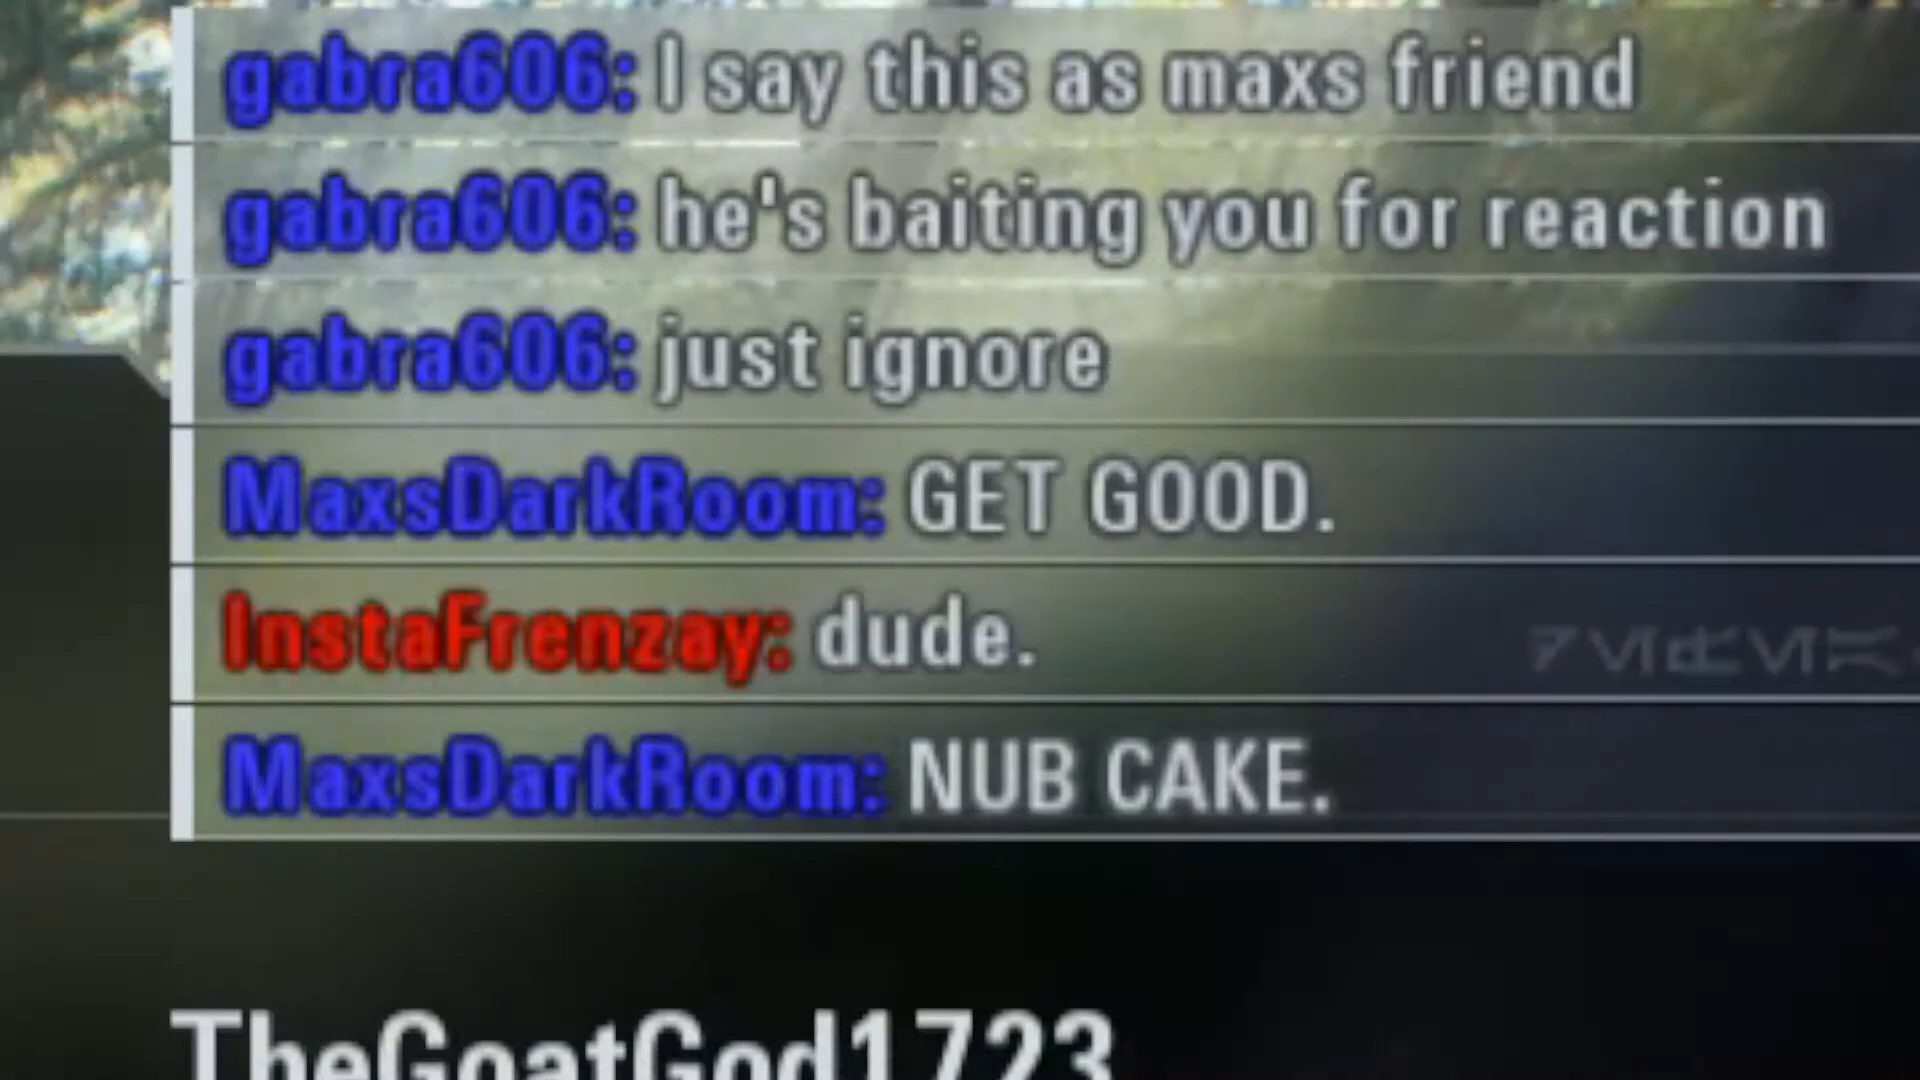 gabra606: I say this as maxs friend
gabra606: he's baiting you for reaction
gabra606: just ignore
MaxsDarkRoom: GET GOOD.
InstaFrenzay: dude.
MaxsDarkRoom: NUB CAKE.
TheGoatGod1723